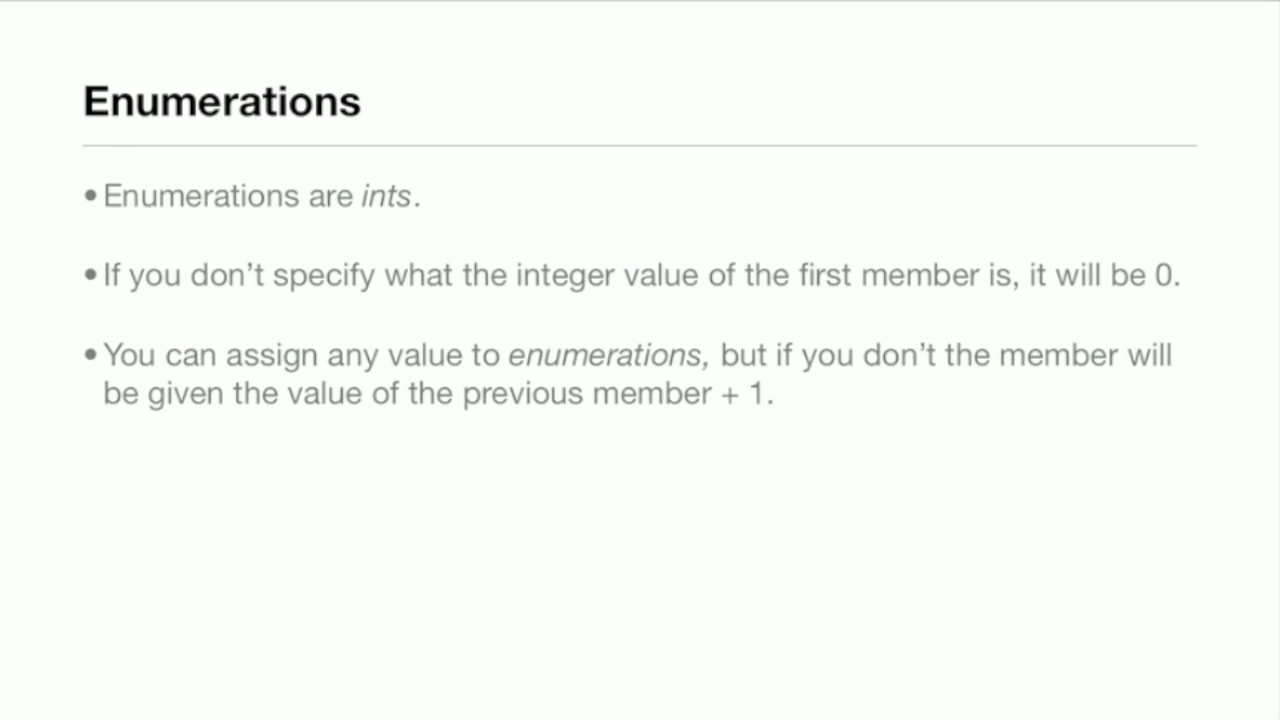 Enumerations
•Enumerations are ints.
•If you don’t specify what the integer value of the first member is, it will be 0.
•You can assign any value to enumerations, but if you don’t the member will
be given the value of the previous member + 1.